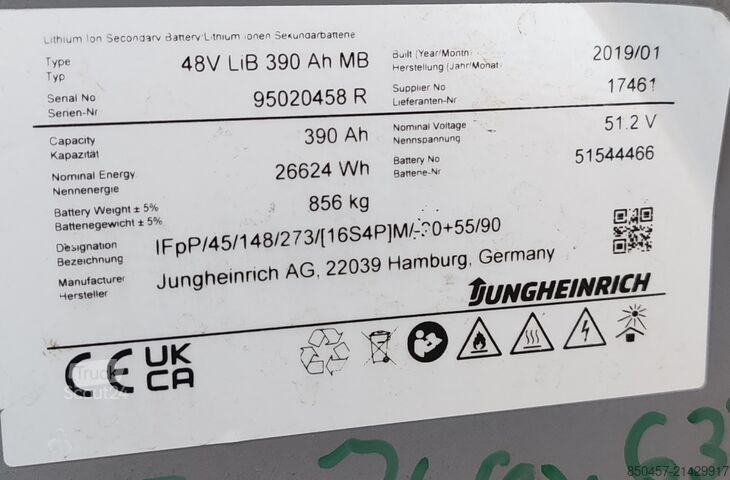 Lithium Ion Secondary Battery/Lithium Ionen Sekundärbatterie
Type
Typ
48V LiB 390 Ah MB
Built (Year/Month)
Herstellung (Jahr/Monat)
2019/01
Serial No
Serien-Nr
95020458 R
Supplier No
Lieferanten-Nr
17461
Capacity
Kapazität
390 Ah
Nominal Voltage
Nennspannung
51.2 V
Nominal Energy
Nennenergie
26624 Wh
Battery No
Batterie-Nr
51544466
Battery Weight ± 5%
Batteriegewicht ± 5%
856 kg
Designation
Bezeichnung
IFpP/45/148/273/[16S4P]M/-20+55/90
Manufacturer
Hersteller
Jungheinrich AG, 22039 Hamburg, Germany
JUNGHEINRICH
CE UK
CA
Truck
Scout24
850457-21429917